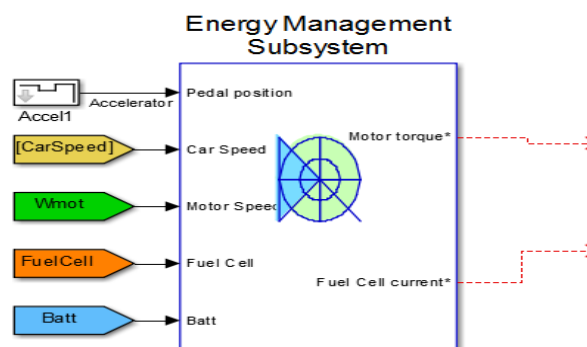 Energy Management
Subsystem
Accelerator
Accel1
Pedal position
[CarSpeed]
Car Speed
Motor torque*
Wmot
Motor Speed
FuelCell
Fuel Cell
Fuel Cell current*
Batt
Batt